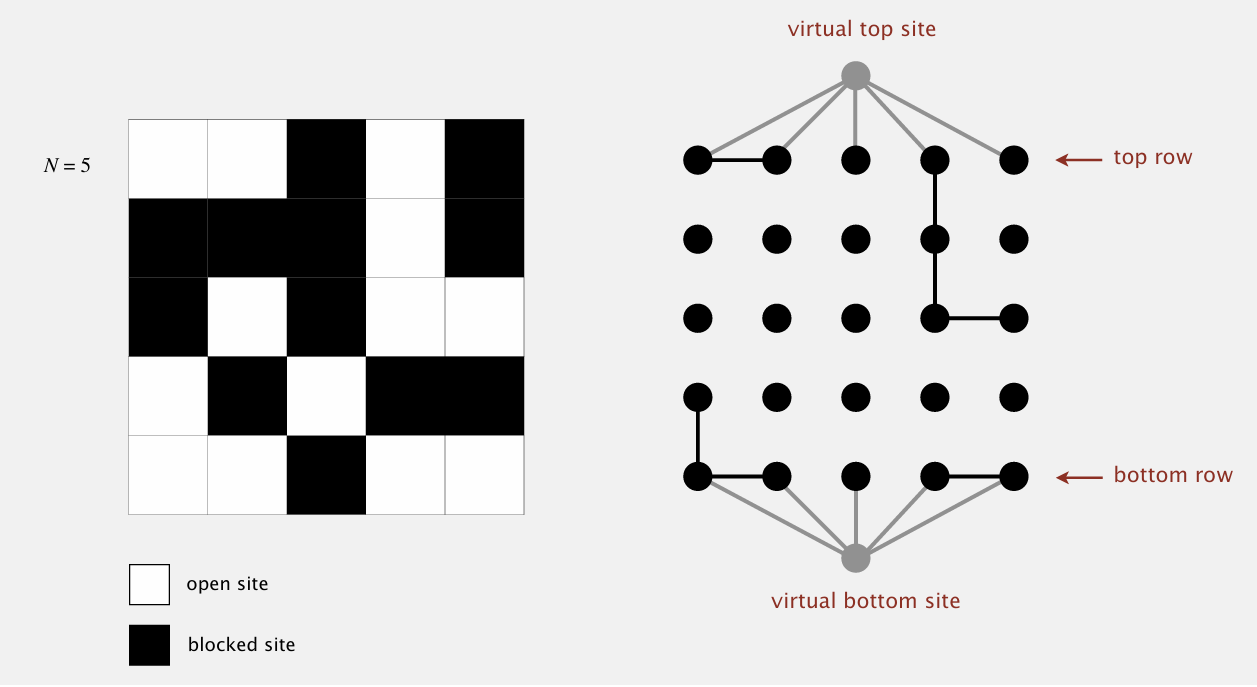 virtual top site
N = 5
top row
bottom row
open site
virtual bottom site
blocked site